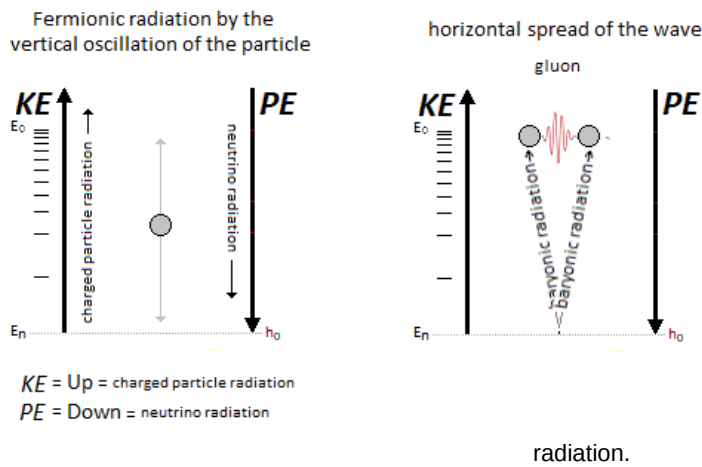 Fermionic radiation by the
vertical oscillation of the particle
KE
PE
E0
charged particle radiation
neutrino radiation
En
h0
KE = Up = charged particle radiation
PE = Down = neutrino radiation
horizontal spread of the wave
gluon
KE
PE
E0
baryonic radiation
baryonic radiation
En
h0
radiation.